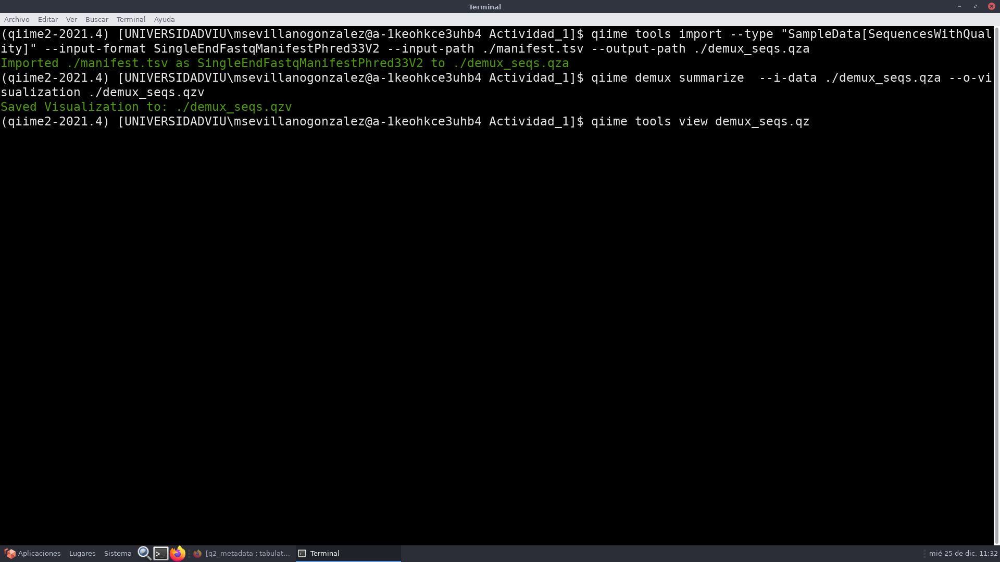 Terminal
Archivo Editar Ver Buscar Terminal Ayuda
(qiime2-2021.4) [UNIVERSIDADVIU\msevillanogonzalez@a-1keohkce3uhb4 Actividad_1]$ qiime tools import --type "SampleData[SequencesWithQual
ity]" --input-format SingleEndFastqManifestPhred33V2 --input-path ./manifest.tsv --output-path ./demux_seqs.qza
Imported ./manifest.tsv as SingleEndFastqManifestPhred33V2 to ./demux_seqs.qza
(qiime2-2021.4) [UNIVERSIDADVIU\msevillanogonzalez@a-1keohkce3uhb4 Actividad_1]$ qiime demux summarize  --i-data ./demux_seqs.qza --o-vi
sualization ./demux_seqs.qzv
Saved Visualization to: ./demux_seqs.qzv
(qiime2-2021.4) [UNIVERSIDADVIU\msevillanogonzalez@a-1keohkce3uhb4 Actividad_1]$ qiime tools view demux_seqs.qz
Aplicaciones Lugares Sistema [q2_metadata : tabulat... Terminal mié 25 de dic, 11:32